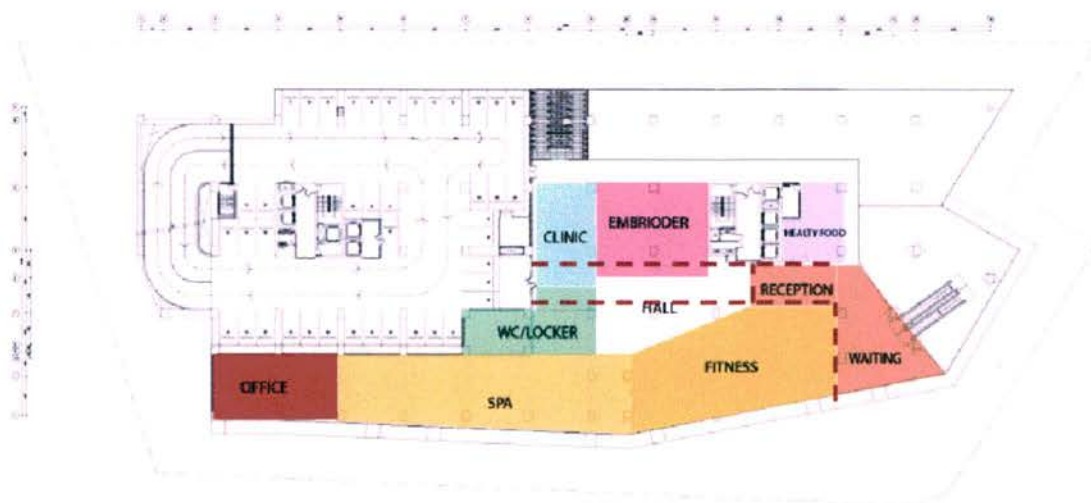 CLINIC
EMBRIODER
HEALTY FOOD
RECEPTION
HALL
WC/LOCKER
WAITING
FITNESS
OFFICE
SPA